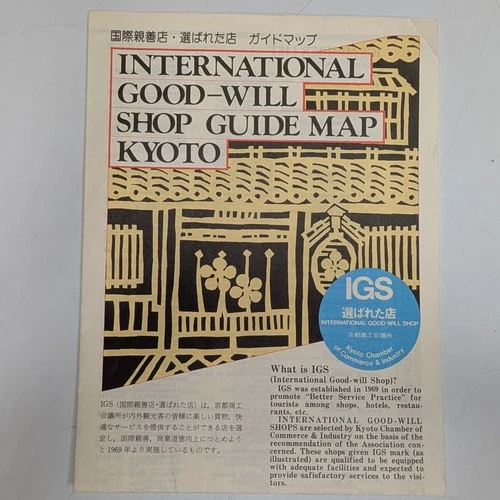 国際親善店・選ばれた店 ガイドマップ
INTERNATIONAL
GOOD-WILL
SHOP GUIDE MAP
KYOTO
IGS
選ばれた店
INTERNATIONAL GOOD WILL SHOP
京都商工会議所
Kyoto Chamber
of Commerce & Industry
IGS(国際親善店・選ばれた店)は、京都商工
会議所が内外観光客の皆様に楽しい買物、快
適なサービスを提供することができる店を選
定し、国際親善、商業道徳向上につとめよう
と1969年より実施しているものです。
What is IGS
(International Good-will Shop)?
IGS was established in 1969 in order to
promote "Better Service Practice" for
tourists among shops, hotels, restau-
rants, etc.
INTERNATIONAL GOOD-WILL
SHOPS are selected by Kyoto Chamber of
Commerce & Industry on the basis of the
recommendation of the Association con-
cerned. These shops given IGS mark (as
illustrated) are qualified to be equipped
with adequate facilities and expected to
provide satisfactory services to the visi-
tors.